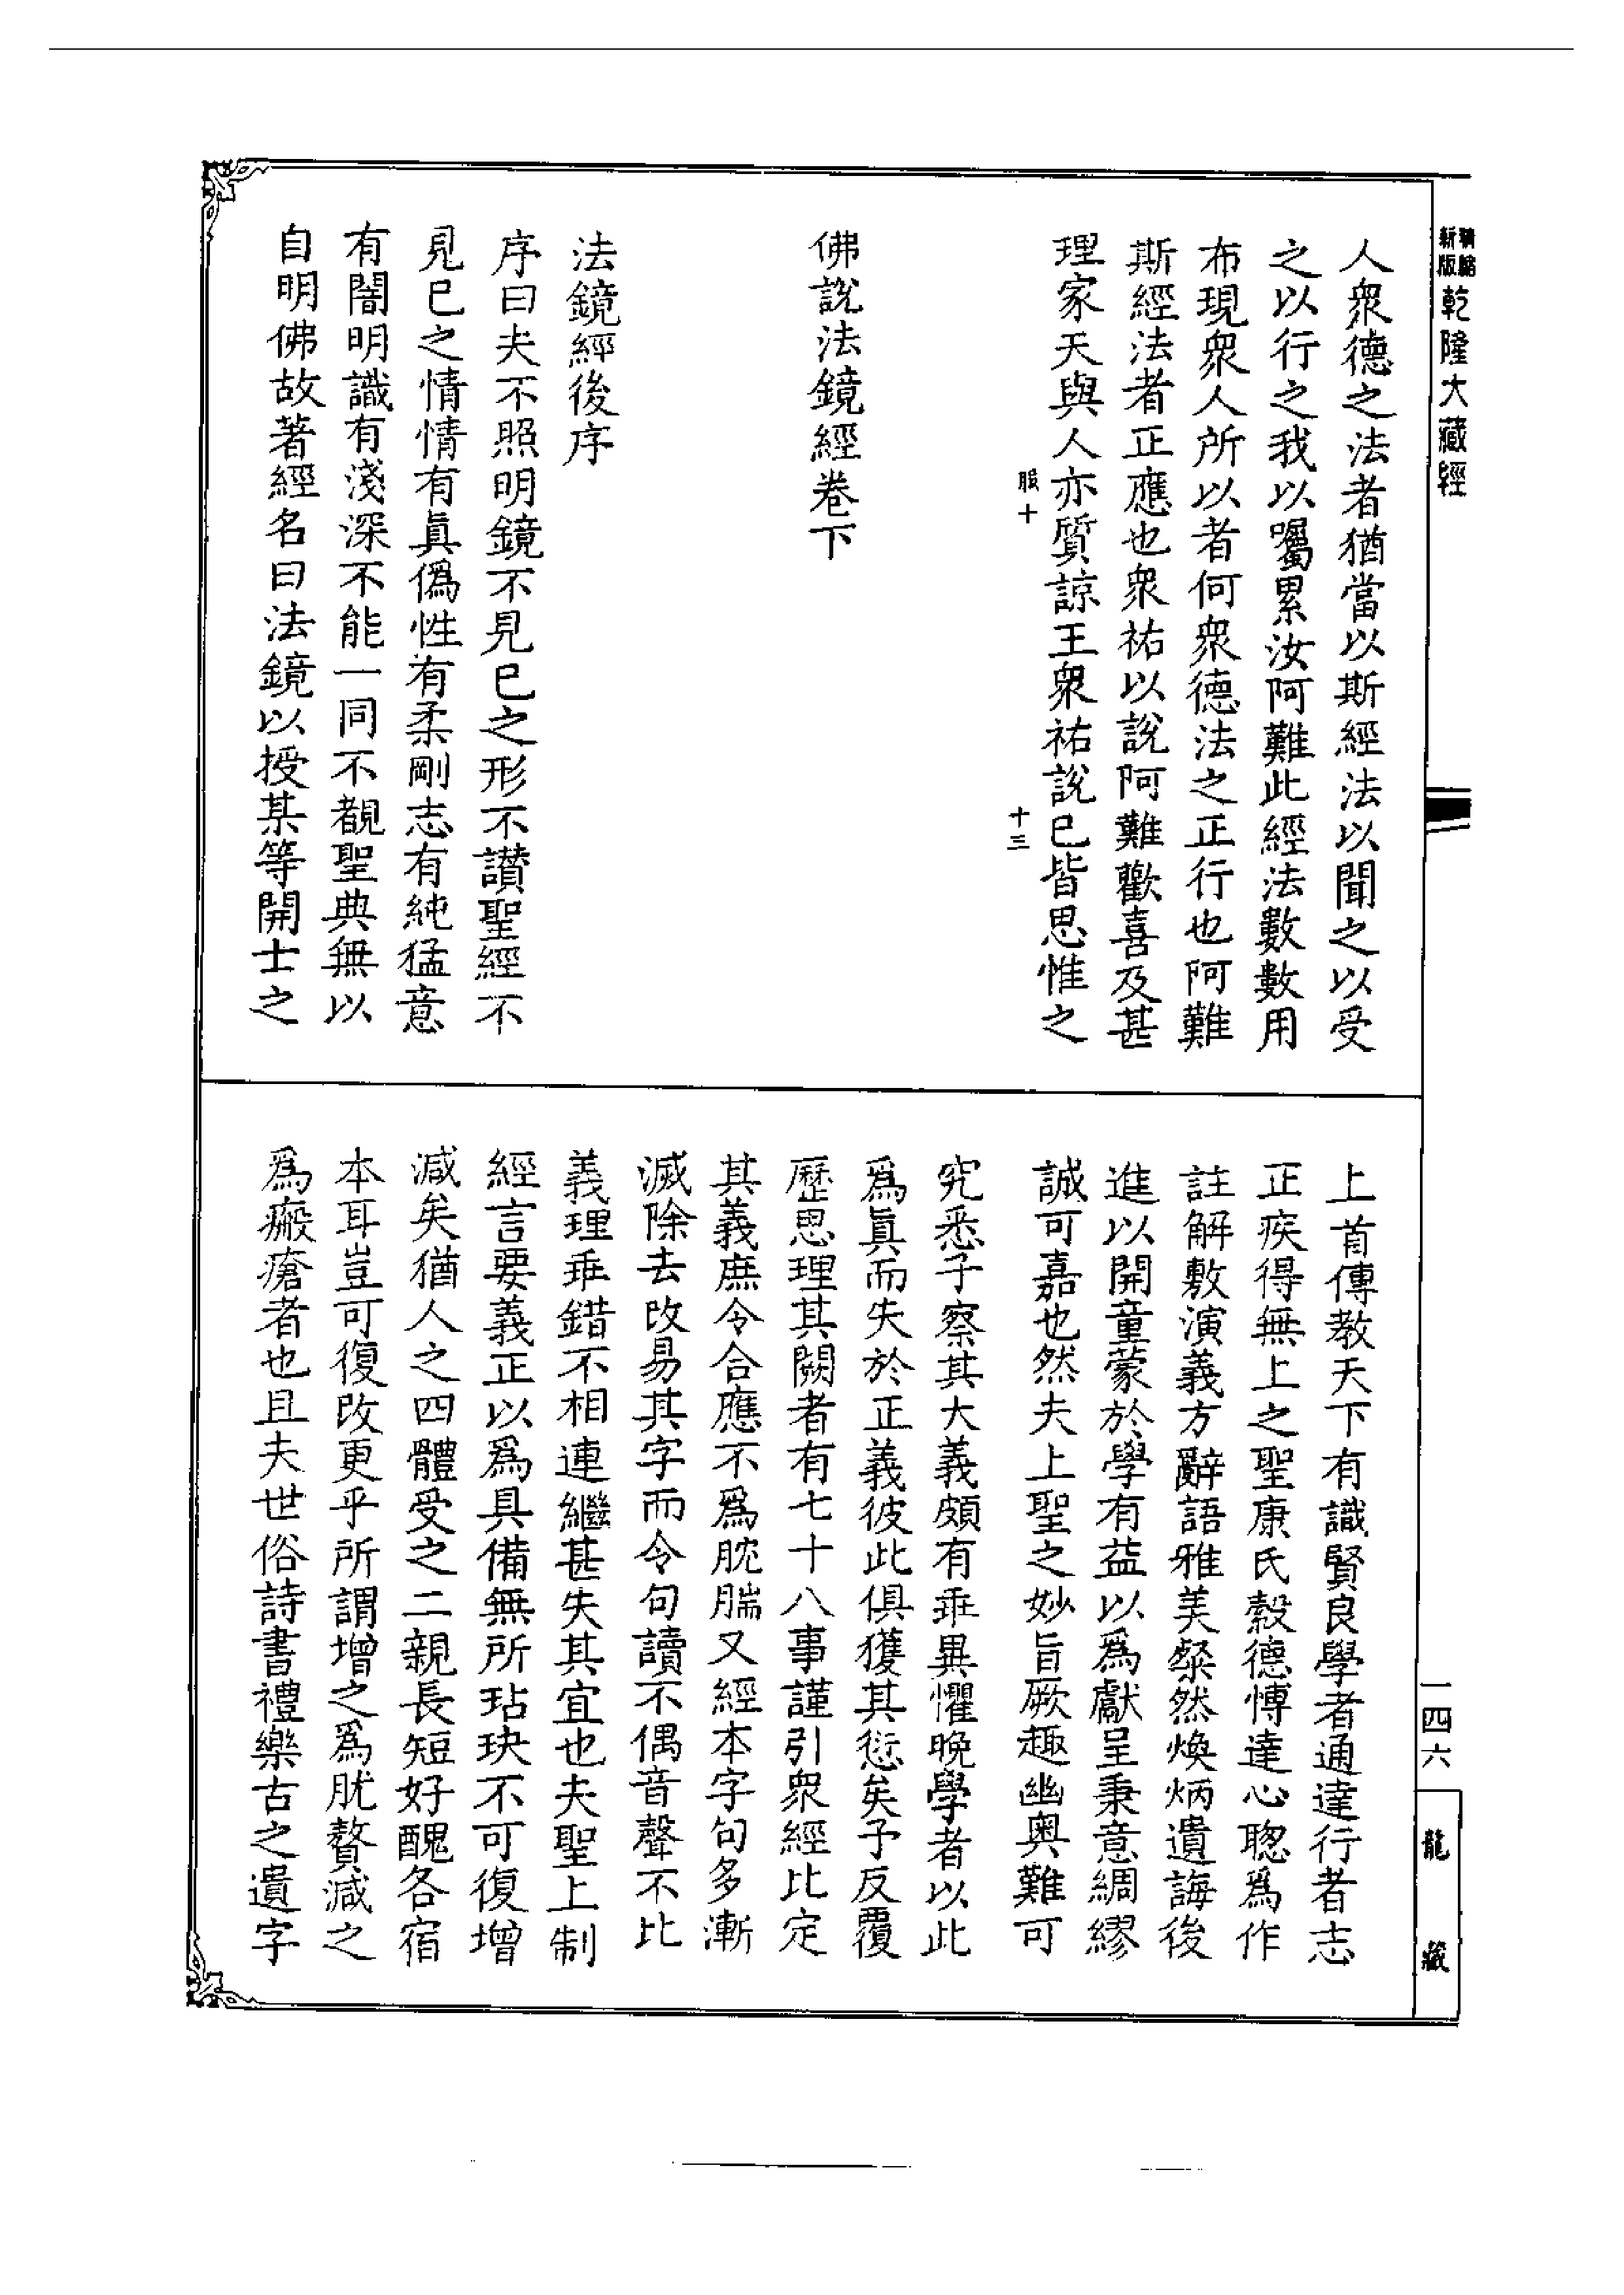 精縮新版 乾隆大藏經
人眾德之法者猶當以斯經法以聞之以受
之以行之我以囑累汝阿難此經法數數用
布現眾人所以者何眾德法之正行也阿難
斯經法者正應也眾祐以說阿難歡喜及甚
理家天與人亦質諒王眾祐說已皆思惟之
服十 十三
佛說法鏡經卷下
法鏡經後序
序曰夫不照明鏡不見已之形不讚聖經不
見已之情情有眞僞性有柔剛志有純猛意
有闇明識有淺深不能一同不覩聖典無以
自明佛故著經名曰法鏡以授某等開士之
上首傳教天下有識賢良學者通達行者志
正疾得無上之聖康氏穀德愽達心聦爲作
註解敷演義方辭語雅美粲然煥炳遺誨後
進以開童蒙於學有益以爲獻呈秉意綢繆
誠可嘉也然夫上聖之妙旨厥趣幽奧難可
究悉予察其大義頗有乖異懼晚學者以此
爲眞而失於正義彼此俱獲其愆矣予反覆
歷思理其闕者有七十八事謹引眾經比定
其義庶令合應不爲肬腨又經本字句多漸
滅除去改易其字而令句讀不偶音聲不比
義理乖錯不相連繼甚失其宜也夫聖上制
經言要義正以爲具備無所玷玦不可復增
減矣猶人之四體受之二親長短好醜各宿
本耳豈可復改更乎所謂增之爲肬贅減之
爲瘢瘡者也且夫世俗詩書禮樂古之遺字
一四六
龍藏